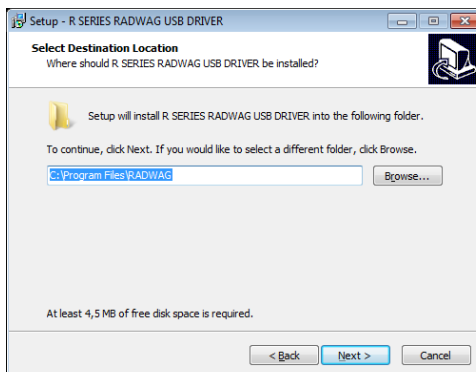 Setup - R SERIES RADWAG USB DRIVER
Select Destination Location
Where should R SERIES RADWAG USB DRIVER be installed?
Setup will install R SERIES RADWAG USB DRIVER into the following folder.
To continue, click Next. If you would like to select a different folder, click Browse.
C:\Program Files\RADWAG
Browse...
At least 4,5 MB of free disk space is required.
< Back
Next >
Cancel